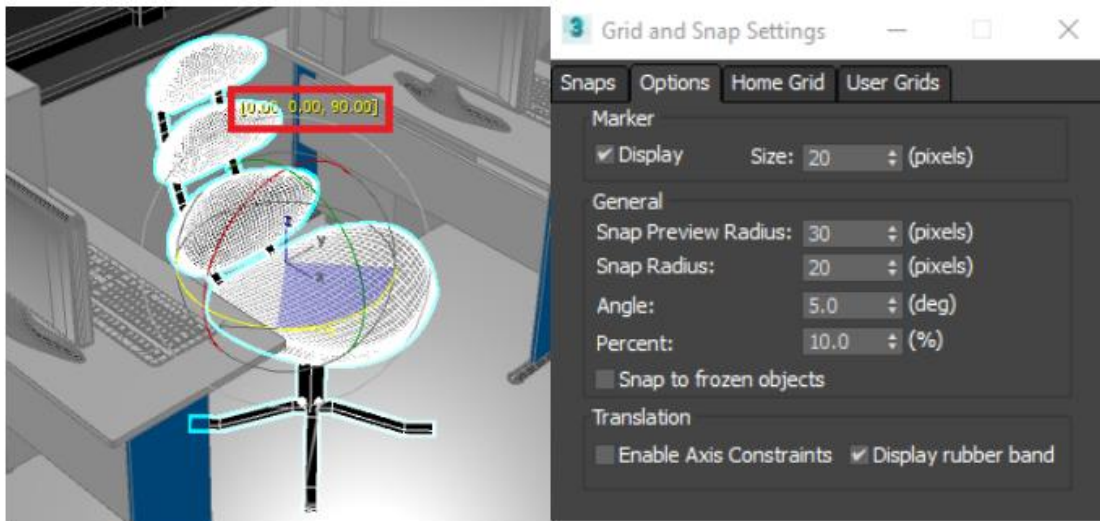 [0.00, 0.00, 90.00]
z
y
x
3 Grid and Snap Settings
Snaps Options Home Grid User Grids
Marker
Display Size: 20 (pixels)
General
Snap Preview Radius: 30 (pixels)
Snap Radius: 20 (pixels)
Angle: 5.0 (deg)
Percent: 10.0 (%)
Snap to frozen objects
Translation
Enable Axis Constraints Display rubber band